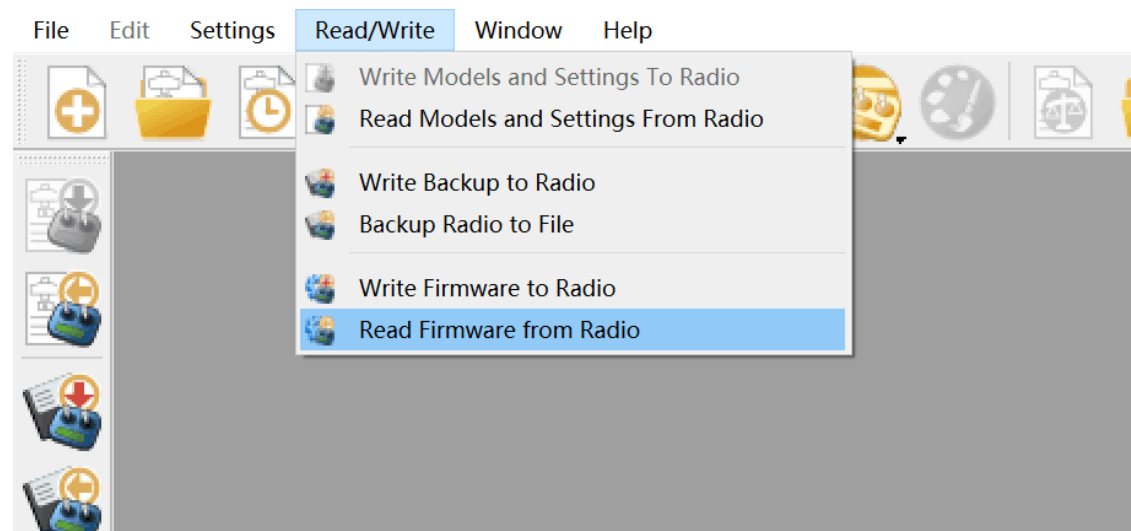 File Edit Settings Read/Write Window Help
Write Models and Settings To Radio
Read Models and Settings From Radio
Write Backup to Radio
Backup Radio to File
Write Firmware to Radio
Read Firmware from Radio